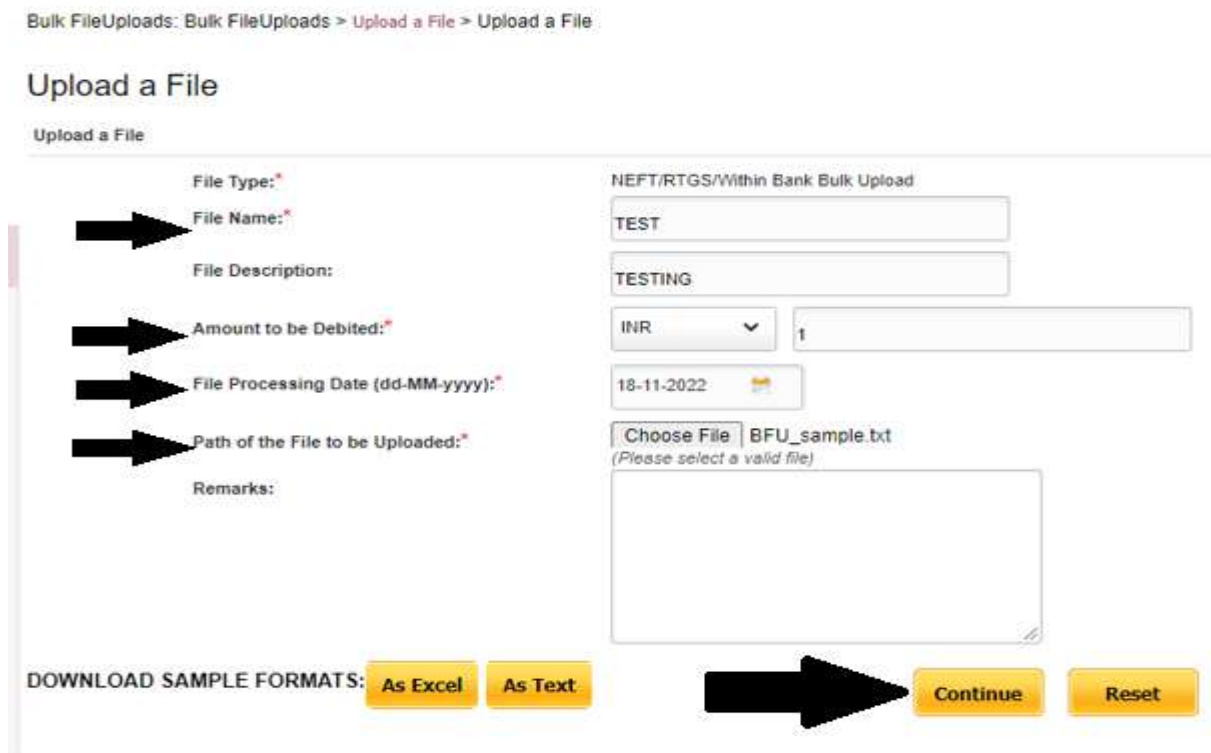 Bulk FileUploads: Bulk FileUploads > Upload a File > Upload a File
Upload a File
Upload a File
File Type:* NEFT/RTGS/Within Bank Bulk Upload
File Name:* TEST
File Description: TESTING
Amount to be Debited:* INR 1
File Processing Date (dd-MM-yyyy):* 18-11-2022
Path of the File to be Uploaded:* Choose File BFU_sample.txt
(Please select a valid file)
Remarks:
DOWNLOAD SAMPLE FORMATS: As Excel As Text Continue Reset